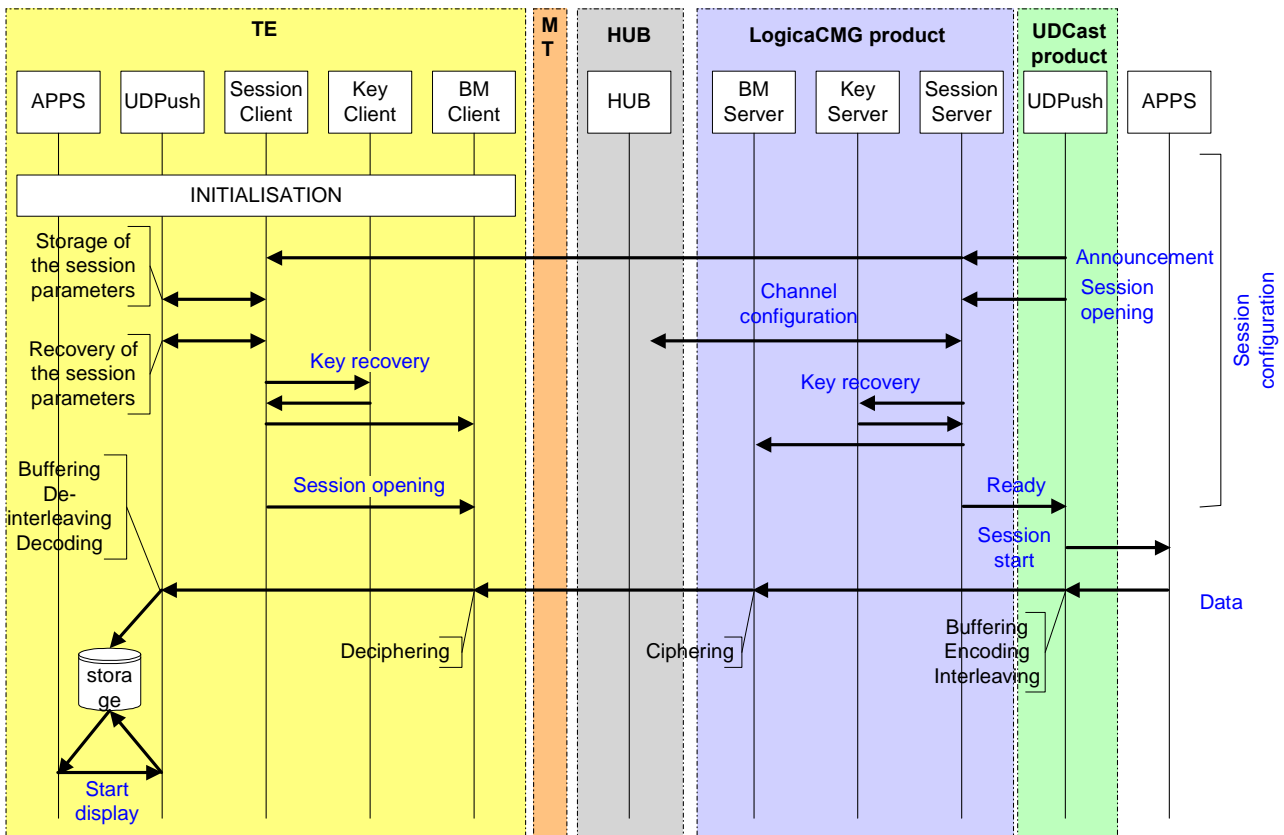 TE
M
T
HUB
LogicaCMG product
UDCast
product
APPS
UDPush
Session
Client
Key
Client
BM
Client
HUB
BM
Server
Key
Server
Session
Server
UDPush
APPS
INITIALISATION
Storage of
the session
parameters
Announcement
Session
opening
Channel
configuration
Session
configuration
Recovery of
the session
parameters
Key recovery
Key recovery
Buffering
De-
interleaving
Decoding
Session opening
Ready
Session
start
Data
Deciphering
Ciphering
Buffering
Encoding
Interleaving
stora
ge
Start
display